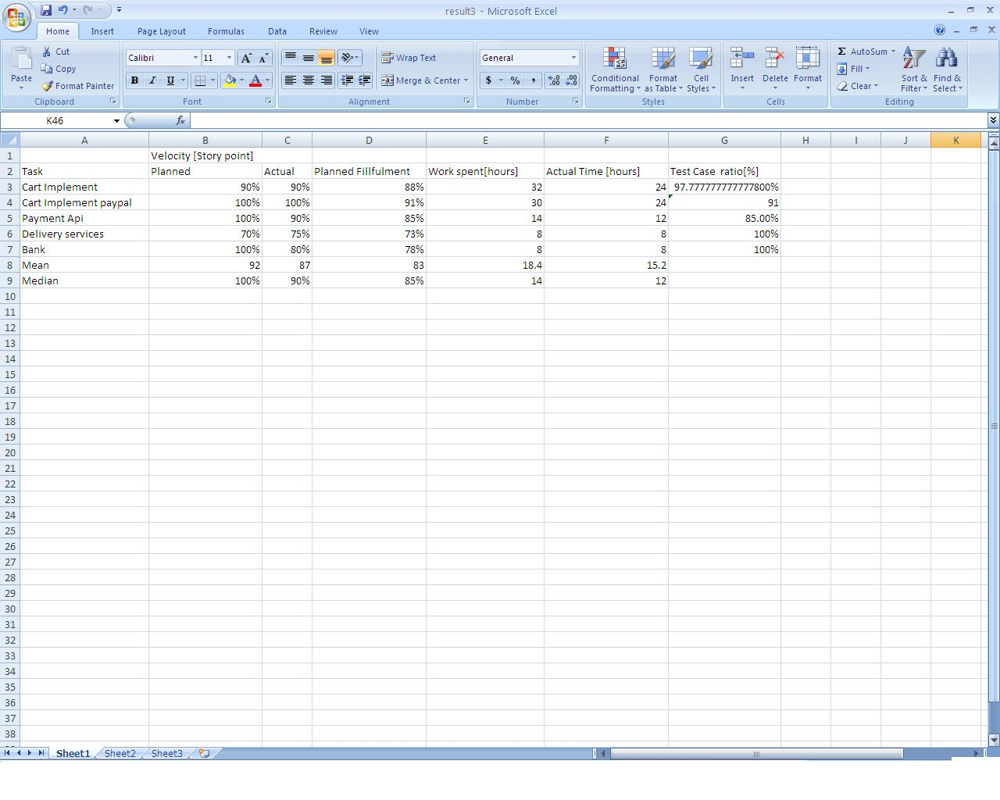 result3 - Microsoft Excel
Home Insert Page Layout Formulas Data Review View
Paste Cut Copy Format Painter Clipboard
Calibri 11 A A B I U A Font
Wrap Text Merge & Center Alignment
General $ % , .00 .00 Number
Conditional Formatting Format as Table Cell Styles Styles
Insert Delete Format Cells
Σ AutoSum Fill Clear Sort & Filter Find & Select Editing
K46 fx
A B C D E F G H I J K
1 Velocity [Story point]
2 Task Planned Actual Planned Fillfulment Work spent[hours] Actual Time [hours] Test Case ratio[%]
3 Cart Implement 90% 90% 88% 32 24 97.777777777777800%
4 Cart Implement paypal 100% 100% 91% 30 24 91
5 Payment Api 100% 90% 85% 14 12 85.00%
6 Delivery services 70% 75% 73% 8 8 100%
7 Bank 100% 80% 78% 8 8 100%
8 Mean 92 87 83 18.4 15.2
9 Median 100% 90% 85% 14 12
10
11
12
13
14
15
16
17
18
19
20
21
22
23
24
25
26
27
28
29
30
31
32
33
34
35
36
37
38
Sheet1 Sheet2 Sheet3